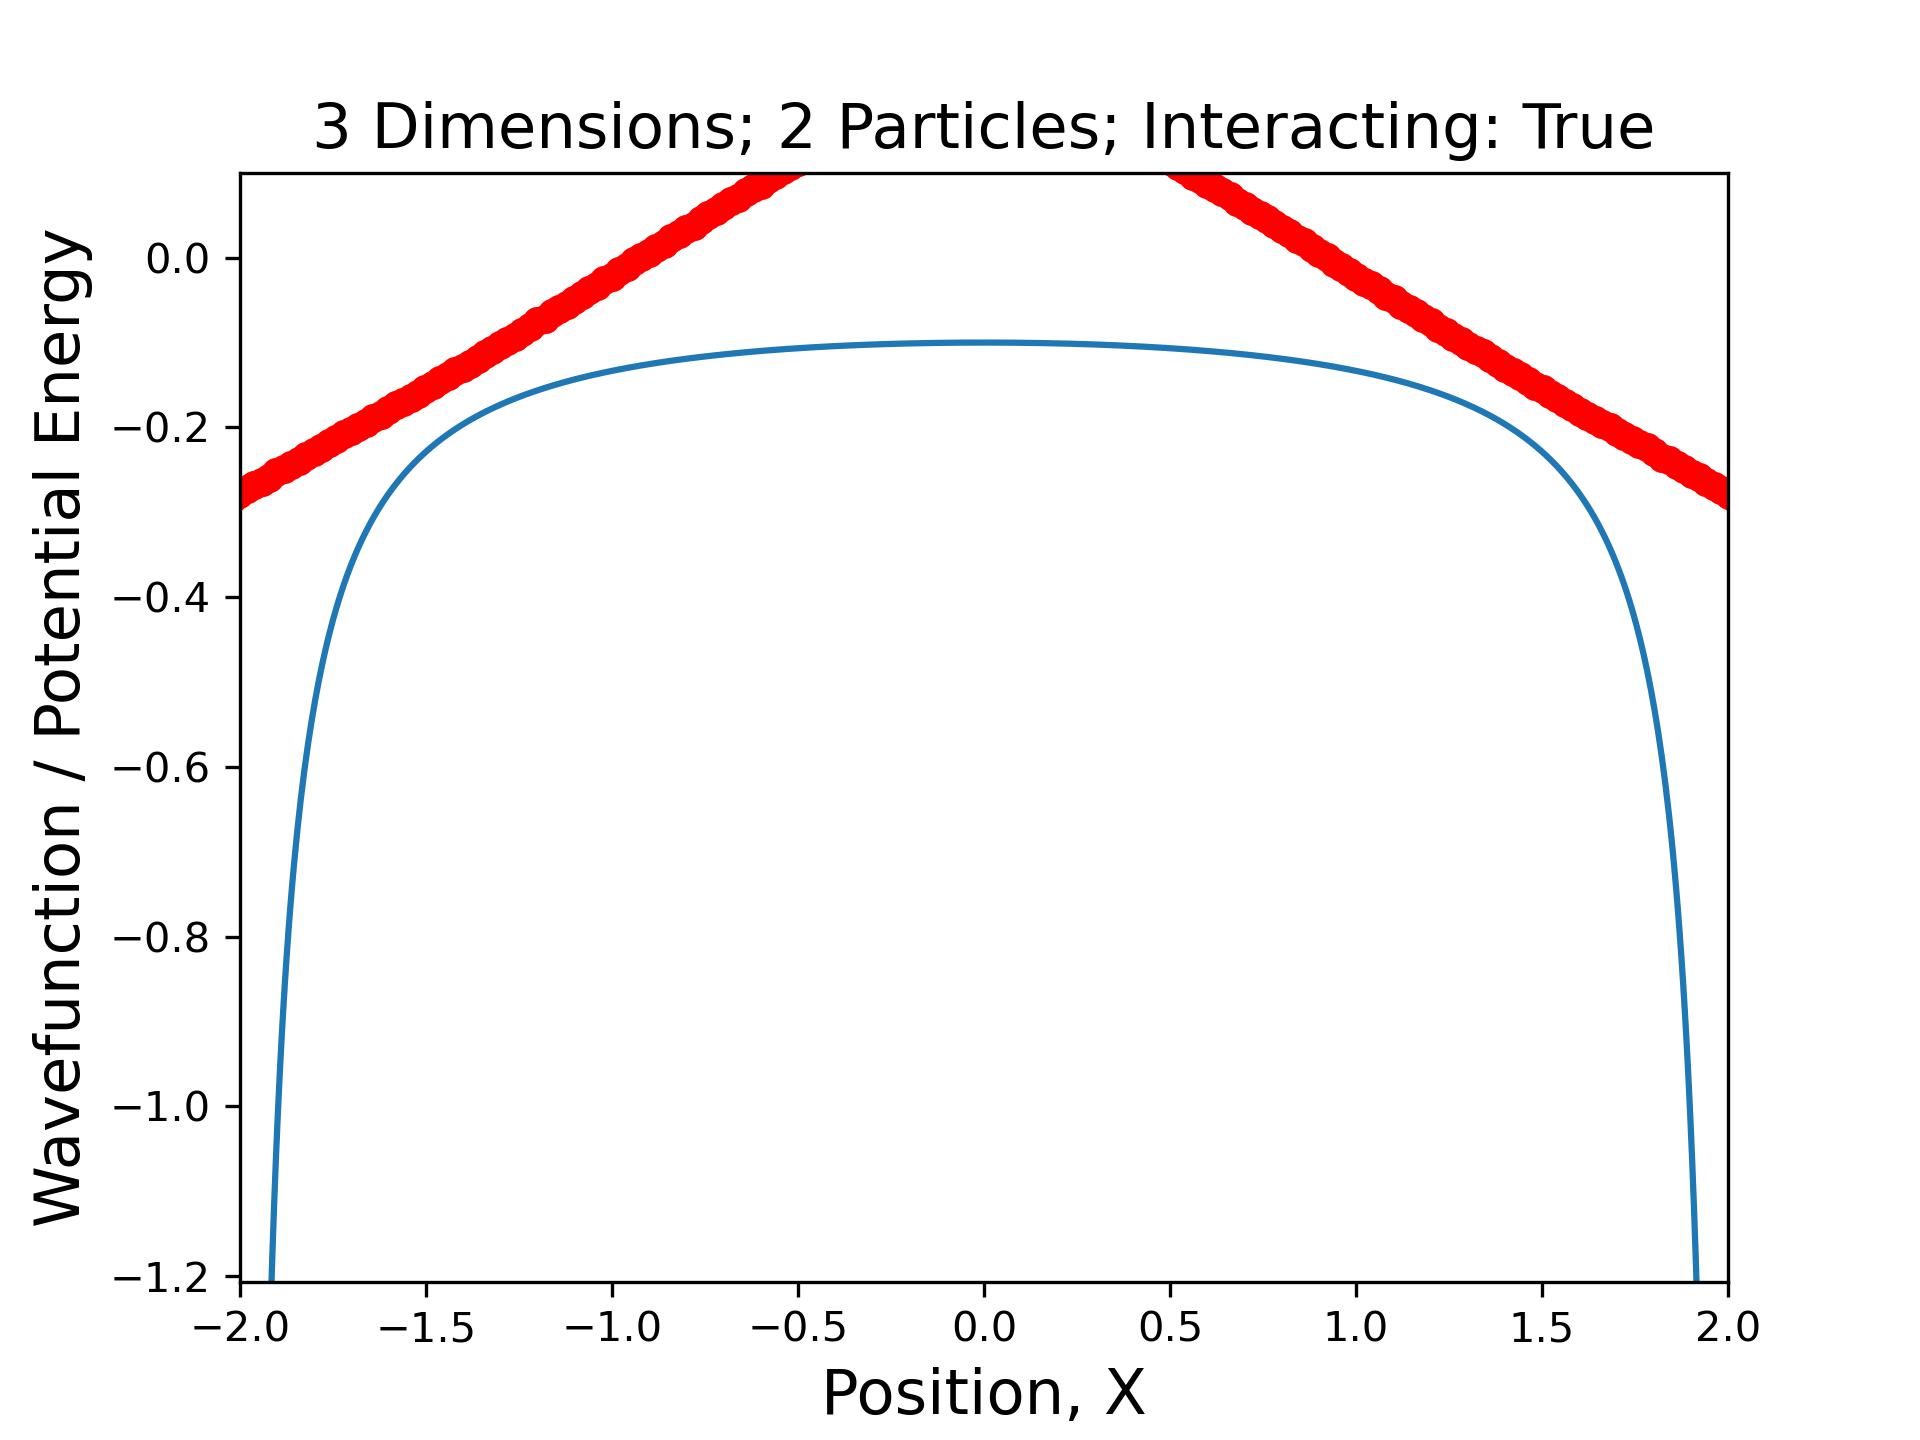 3 Dimensions; 2 Particles; Interacting: True
Wavefunction / Potential Energy
0.0
−0.2
−0.4
−0.6
−0.8
−1.0
−1.2
−2.0 −1.5 −1.0 −0.5 0.0 0.5 1.0 1.5 2.0
Position, X